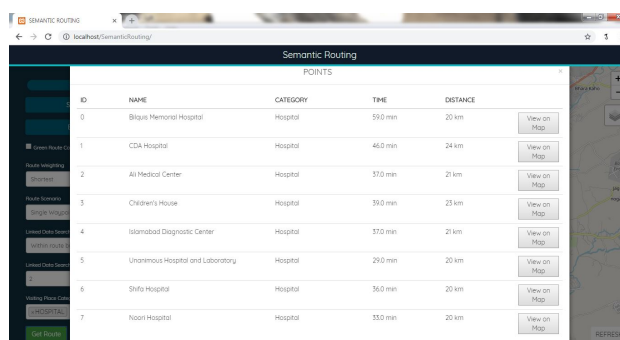 SEMANTIC ROUTING
localhost/SemanticRouting/
Semantic Routing
POINTS
ID NAME CATEGORY TIME DISTANCE
0 Bilquis Memorial Hospital Hospital 59.0 min 20 km View on Map
1 CDA Hospital Hospital 46.0 min 24 km View on Map
2 Ali Medical Center Hospital 37.0 min 21 km View on Map
3 Children's House Hospital 39.0 min 23 km View on Map
4 Islamabad Diagnostic Center Hospital 37.0 min 21 km View on Map
5 Unanimous Hospital and Laboratory Hospital 29.0 min 20 km View on Map
6 Shifa Hospital Hospital 36.0 min 20 km View on Map
7 Noori Hospital Hospital 33.0 min 20 km View on Map
Green Route Co
Route Weighting
Shortest
Route Scenario
Single Waypo
Linked Data Search
Within route b
Linked Data Search
Visiting Place Cate
×HOSPITAL
Get Route
REFRES